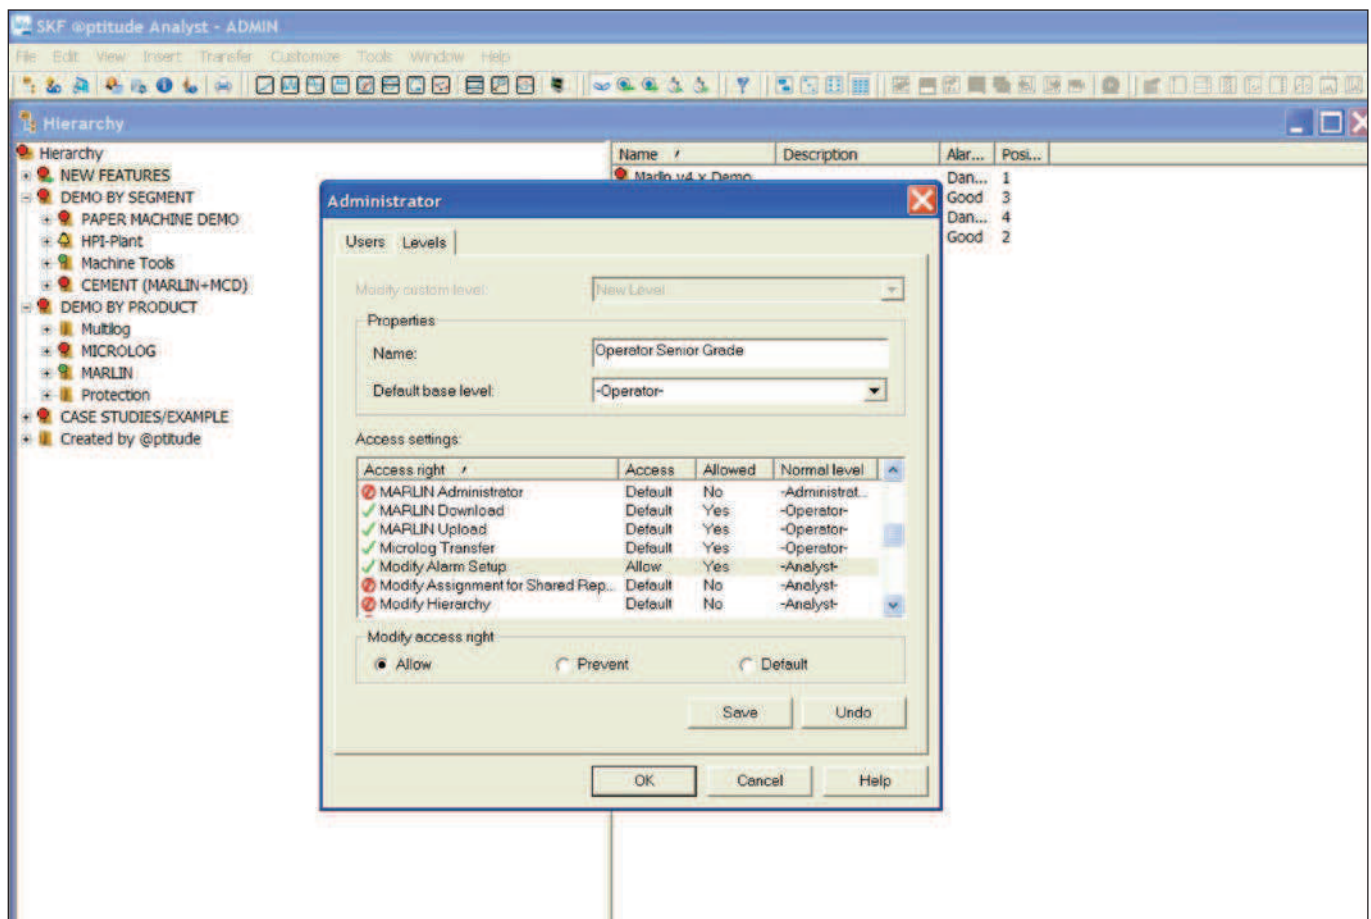 SKF @ptitude Analyst - ADMIN
File Edit View Insert Transfer Customize Tools Window Help
Hierarchy
Hierarchy
NEW FEATURES
DEMO BY SEGMENT
PAPER MACHINE DEMO
HPI-Plant
Machine Tools
CEMENT (MARLIN+MCD)
DEMO BY PRODUCT
Multilog
MICROLOG
MARLIN
Protection
CASE STUDIES/EXAMPLE
Created by @ptitude
Name Description Alar... Posi...
Marlin v4.x Demo Dan... 1
Good 3
Dan... 4
Good 2
Administrator
Users Levels
Modify custom level: New Level
Properties
Name: Operator Senior Grade
Default base level: -Operator-
Access settings:
Access right Access Allowed Normal level
MARLIN Administrator Default No -Administrat...
MARLIN Download Default Yes -Operator-
MARLIN Upload Default Yes -Operator-
Microlog Transfer Default Yes -Operator-
Modify Alarm Setup Allow Yes -Analyst-
Modify Assignment for Shared Rep... Default No -Analyst-
Modify Hierarchy Default No -Analyst-
Modify access right
Allow Prevent Default
Save Undo
OK Cancel Help